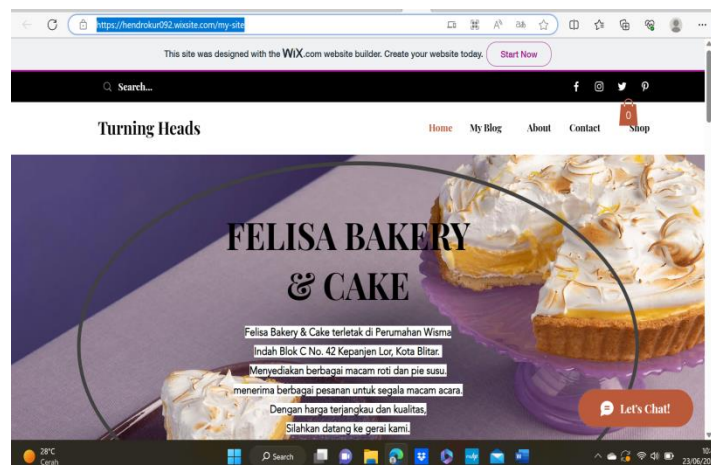 https://hendrokur092.wixsite.com/my-site
This site was designed with the WiX.com website builder. Create your website today. Start Now
Search...
Turning Heads
Home My Blog About Contact Shop
0
FELISA BAKERY
& CAKE
Felisa Bakery & Cake terletak di Perumahan Wisma
Indah Blok C No. 42 Kepanjen Lor, Kota Blitar.
Menyediakan berbagai macam roti dan pie susu.
menerima berbagai pesanan untuk segala macam acara.
Dengan harga terjangkau dan kualitas,
Silahkan datang ke gerai kami.
Let's Chat!
28°C
Cerah
Search
10:
23/06/20